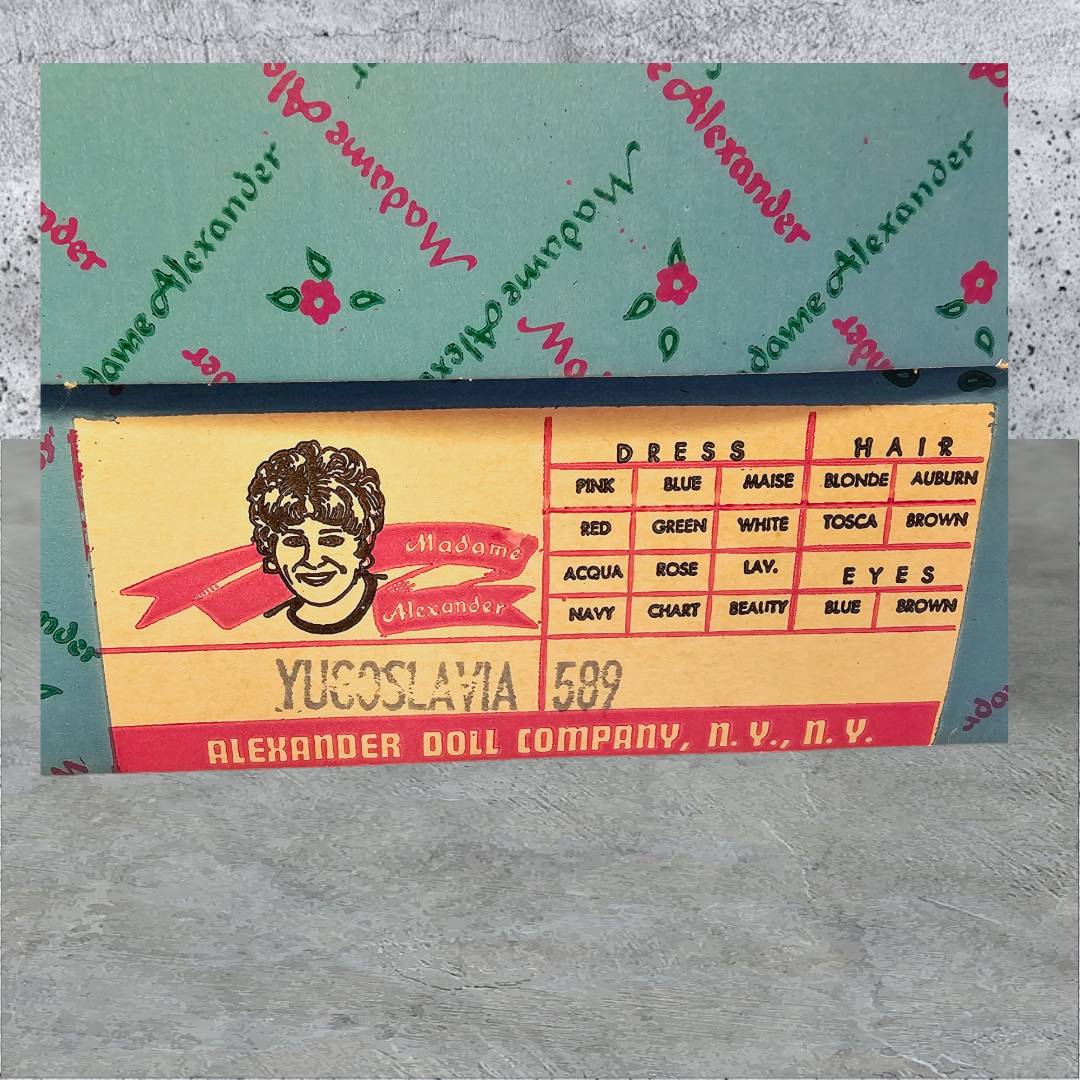 Alexander
Madame Alexander
Alexander
Madame Alexander
Madame Alexander
Madame
Alexander
DRESS
HAIR
PINK BLUE MAISE BLONDE AUBURN
RED GREEN WHITE TOSCA BROWN
ACQUA ROSE LAV. EYES
NAVY CHART BEAUTY BLUE BROWN
YUGOSLAVIA 589
ALEXANDER DOLL COMPANY, N.Y., N.Y.